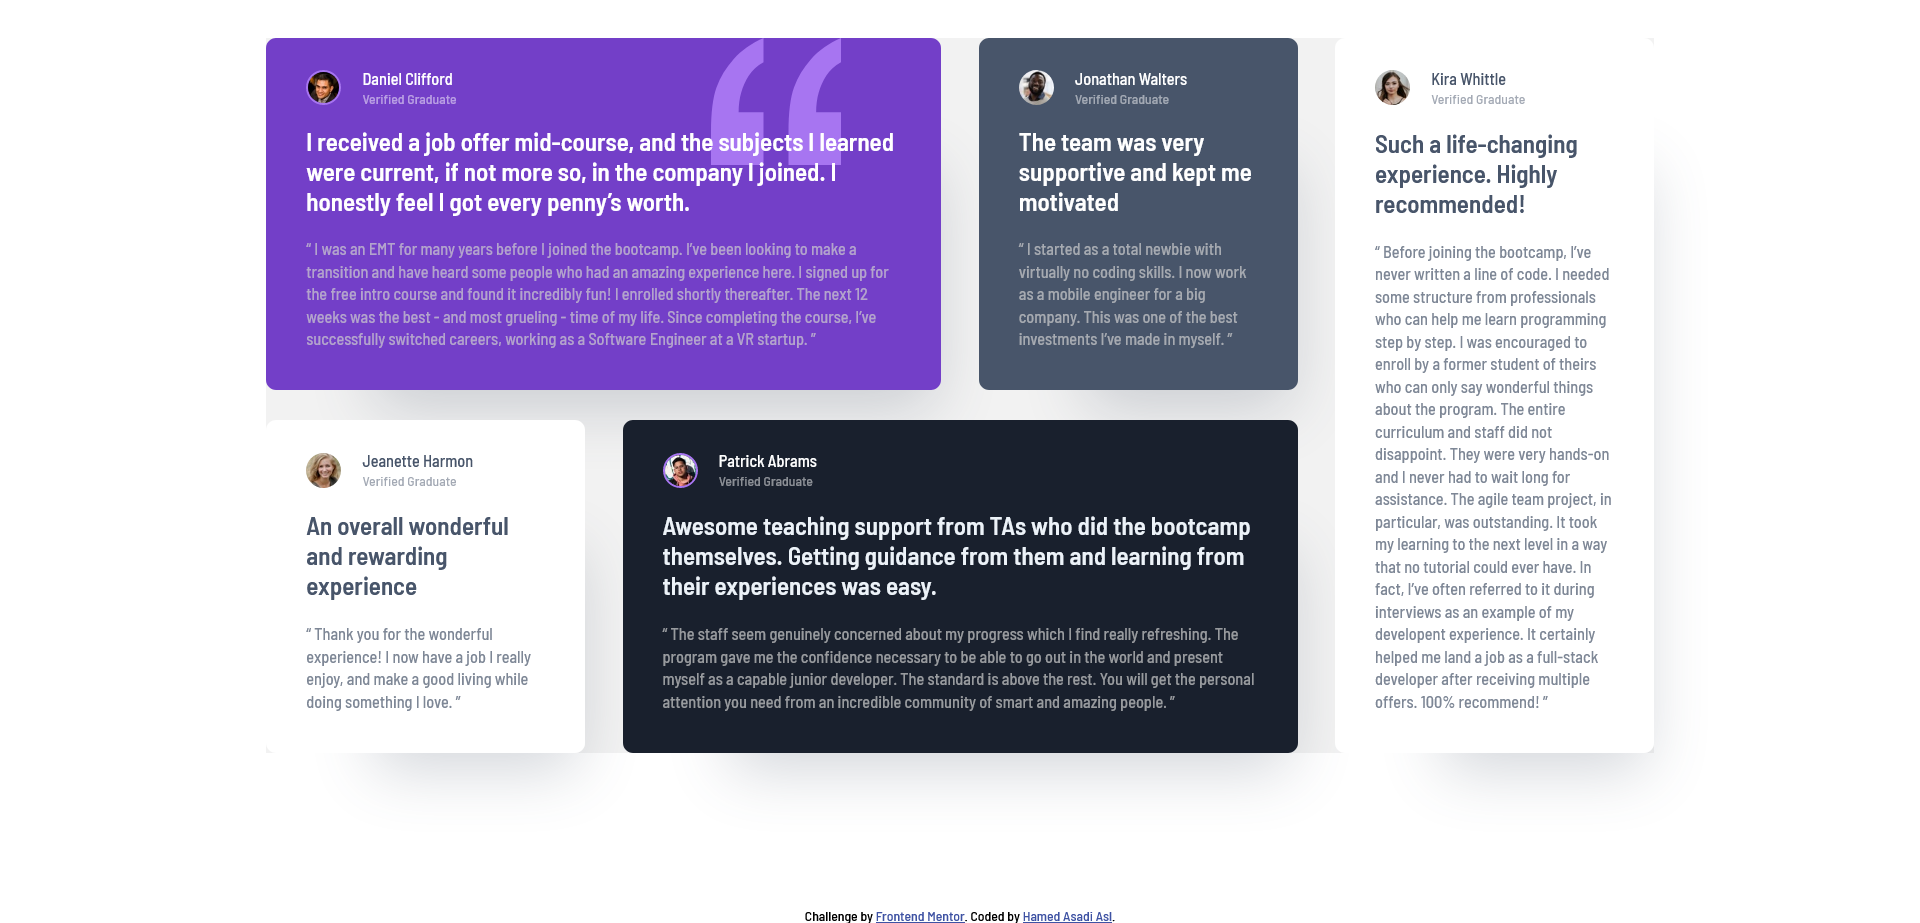 Daniel Clifford
Verified Graduate
I received a job offer mid-course, and the subjects I learned
were current, if not more so, in the company I joined. I
honestly feel I got every penny’s worth.
“ I was an EMT for many years before I joined the bootcamp. I’ve been looking to make a
transition and have heard some people who had an amazing experience here. I signed up for
the free intro course and found it incredibly fun! I enrolled shortly thereafter. The next 12
weeks was the best - and most grueling - time of my life. Since completing the course, I’ve
successfully switched careers, working as a Software Engineer at a VR startup. ”
Jonathan Walters
Verified Graduate
The team was very
supportive and kept me
motivated
“ I started as a total newbie with
virtually no coding skills. I now work
as a mobile engineer for a big
company. This was one of the best
investments I’ve made in myself. ”
Kira Whittle
Verified Graduate
Such a life-changing
experience. Highly
recommended!
“ Before joining the bootcamp, I’ve
never written a line of code. I needed
some structure from professionals
who can help me learn programming
step by step. I was encouraged to
enroll by a former student of theirs
who can only say wonderful things
about the program. The entire
curriculum and staff did not
disappoint. They were very hands-on
and I never had to wait long for
assistance. The agile team project, in
particular, was outstanding. It took
my learning to the next level in a way
that no tutorial could ever have. In
fact, I’ve often referred to it during
interviews as an example of my
developent experience. It certainly
helped me land a job as a full-stack
developer after receiving multiple
offers. 100% recommend! ”
Jeanette Harmon
Verified Graduate
An overall wonderful
and rewarding
experience
“ Thank you for the wonderful
experience! I now have a job I really
enjoy, and make a good living while
doing something I love. ”
Patrick Abrams
Verified Graduate
Awesome teaching support from TAs who did the bootcamp
themselves. Getting guidance from them and learning from
their experiences was easy.
“ The staff seem genuinely concerned about my progress which I find really refreshing. The
program gave me the confidence necessary to be able to go out in the world and present
myself as a capable junior developer. The standard is above the rest. You will get the personal
attention you need from an incredible community of smart and amazing people. ”
Challenge by Frontend Mentor. Coded by Hamed Asadi Asl.